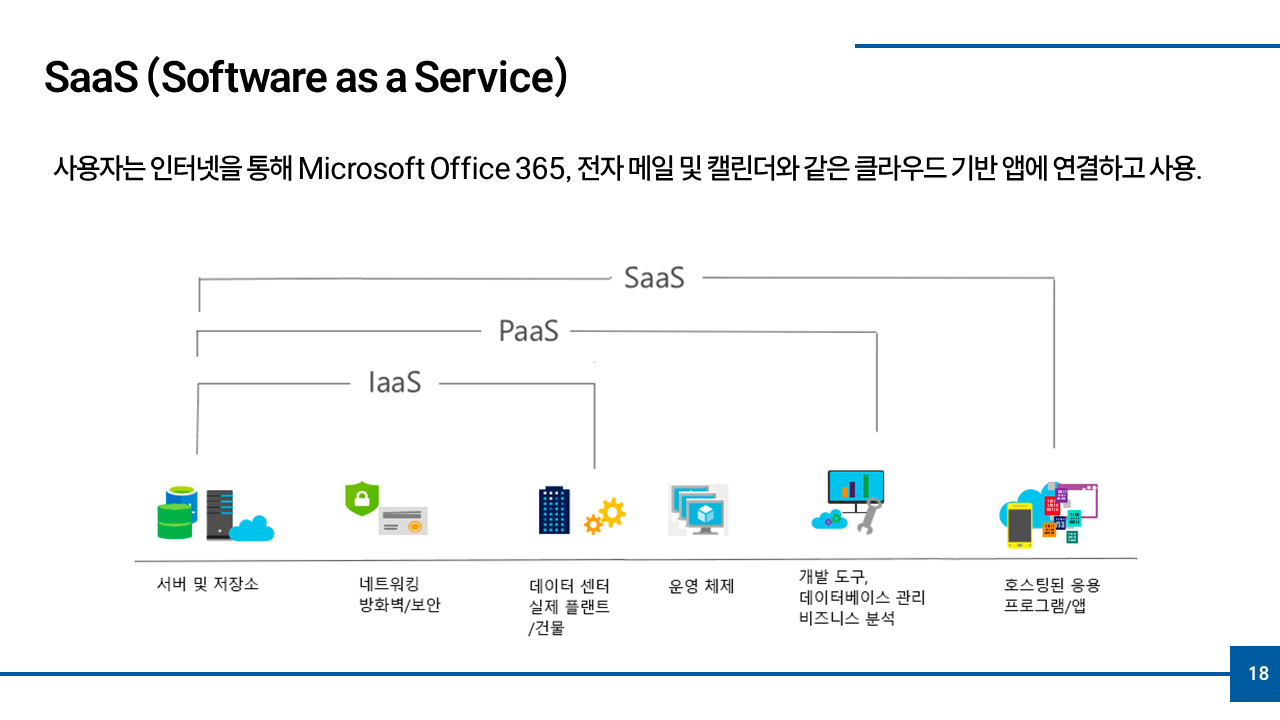 SaaS (Software as a Service)
사용자는 인터넷을 통해 Microsoft Office 365, 전자 메일 및 캘린더와 같은 클라우드 기반 앱에 연결하고 사용.
SaaS
PaaS
IaaS
서버 및 저장소
네트워킹
방화벽/보안
데이터 센터
실제 플랜트
/건물
운영 체제
개발 도구,
데이터베이스 관리
비즈니스 분석
호스팅된 응용
프로그램/앱
18